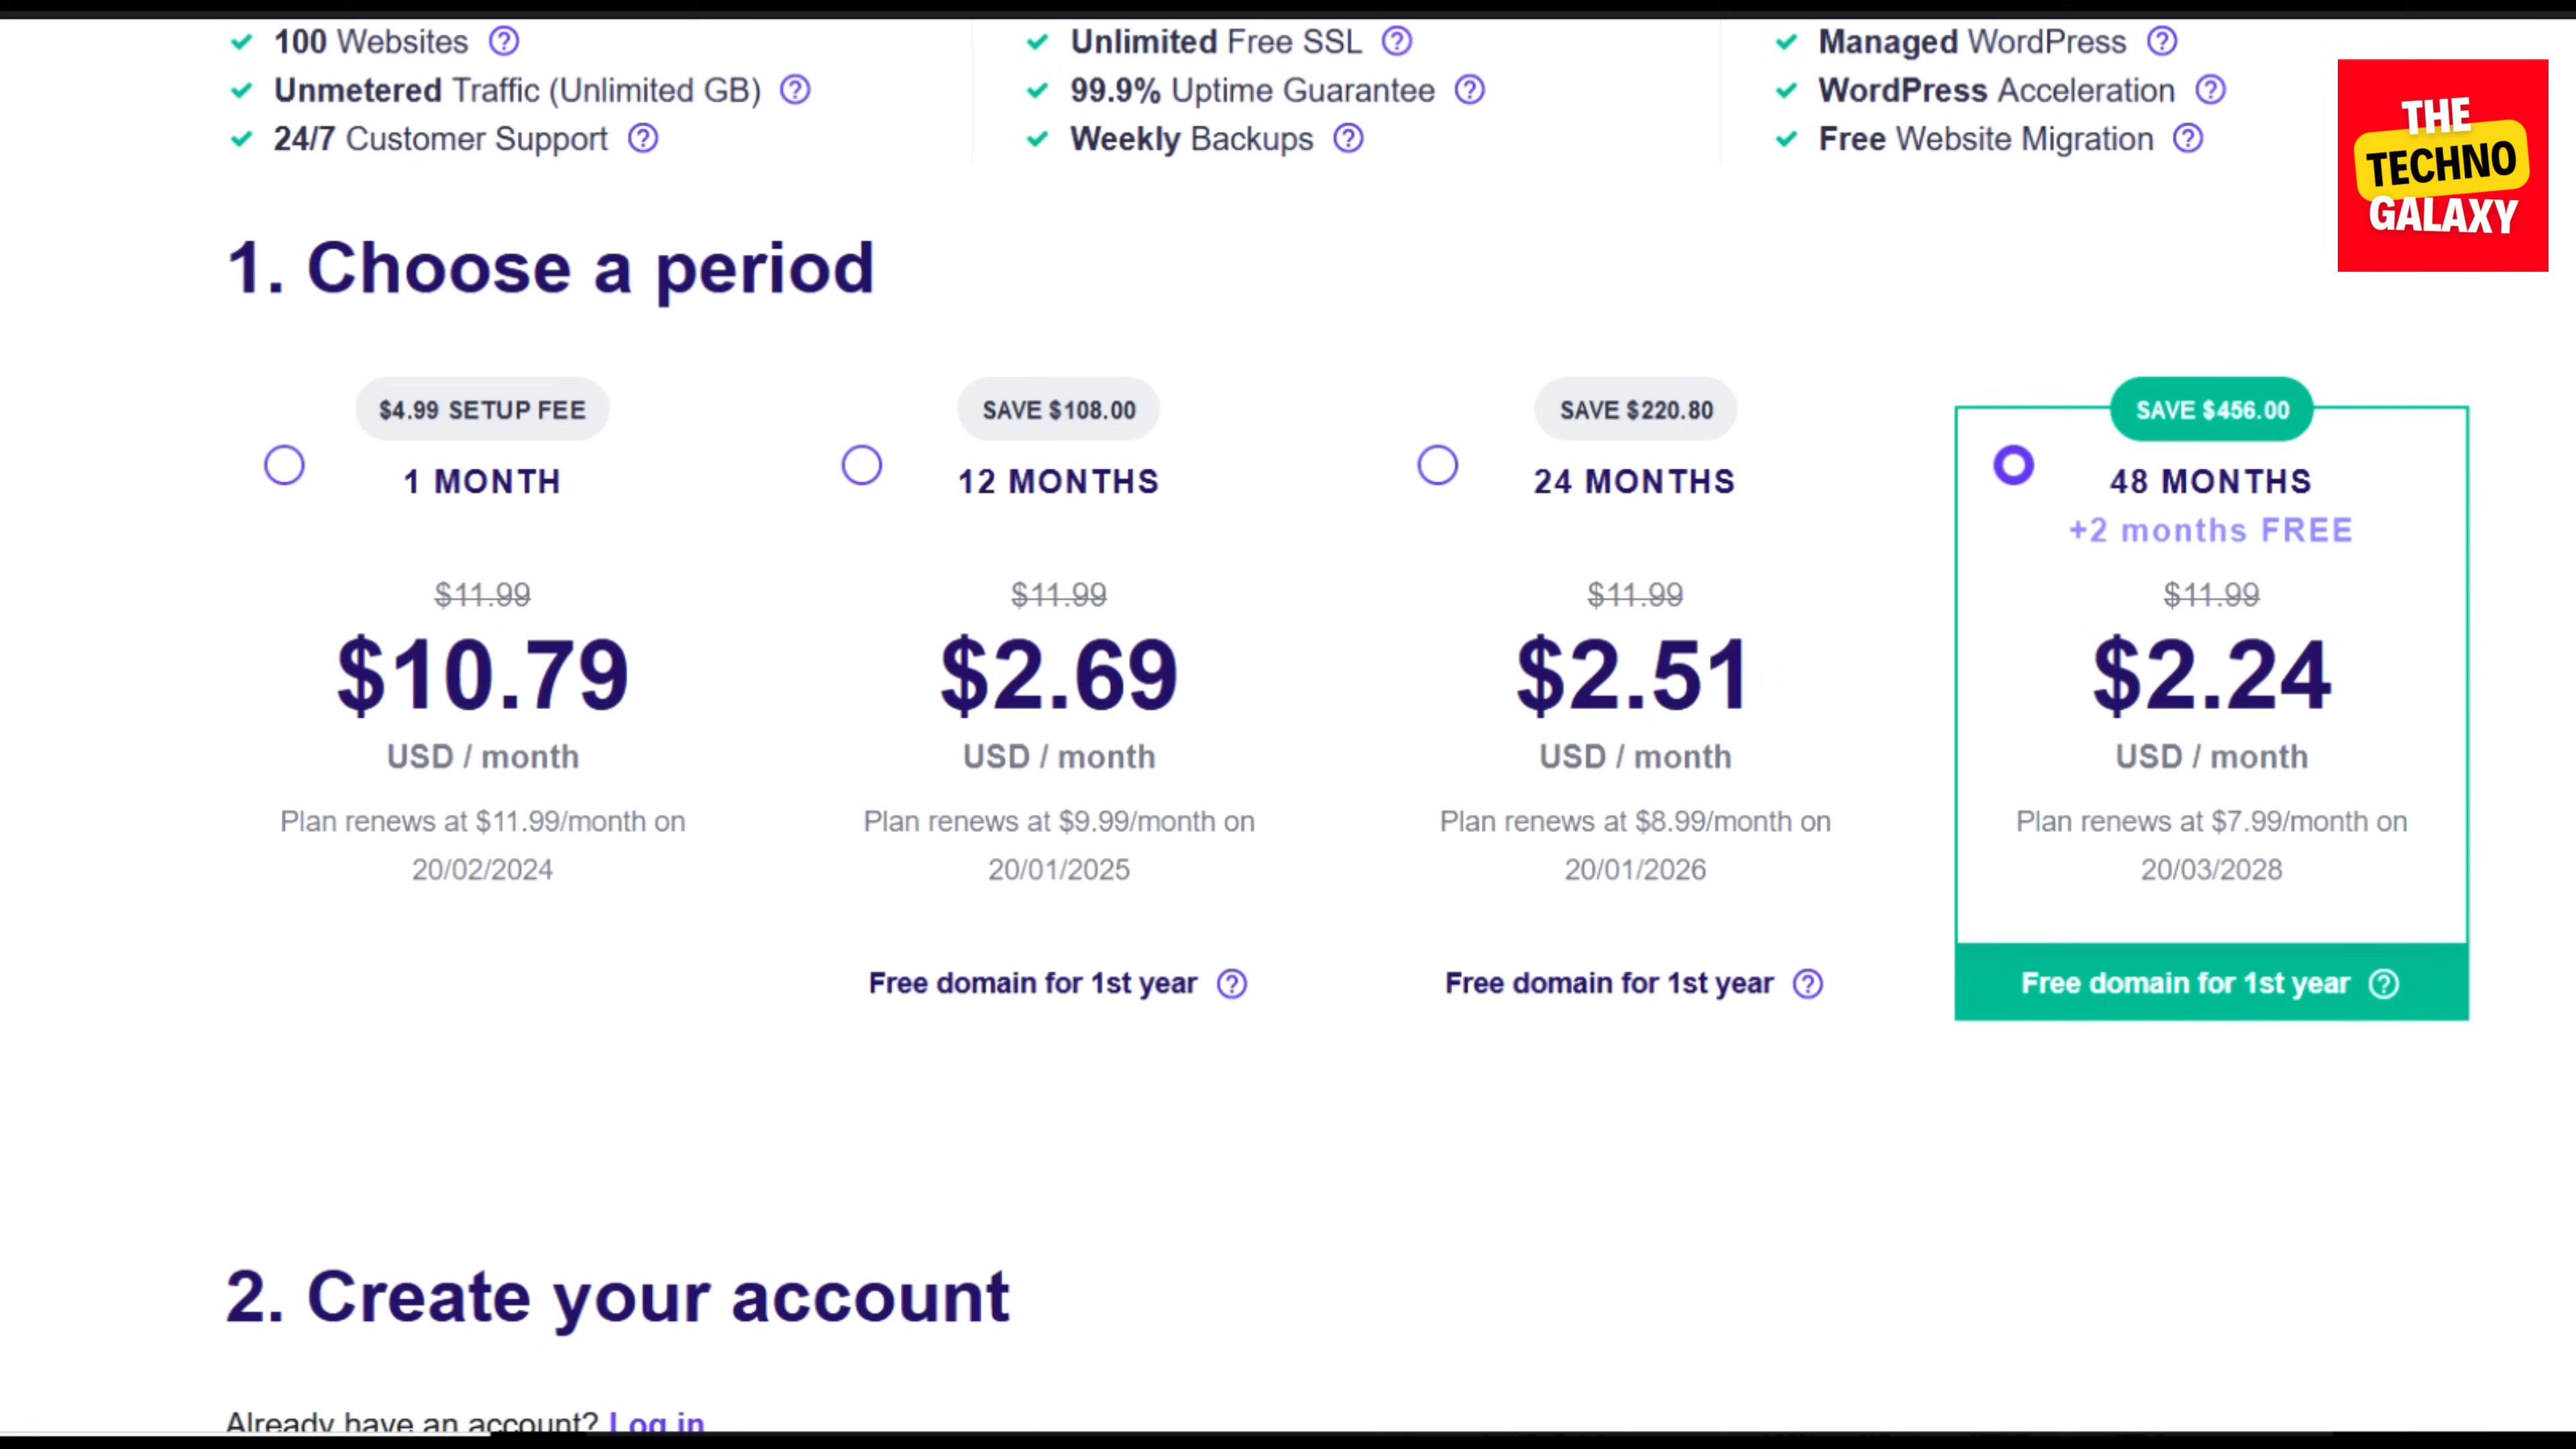 100 Websites
Unmetered Traffic (Unlimited GB)
24/7 Customer Support
Unlimited Free SSL
99.9% Uptime Guarantee
Weekly Backups
Managed WordPress
WordPress Acceleration
Free Website Migration
THE
TECHNO
GALAXY
1. Choose a period
$4.99 SETUP FEE
1 MONTH
$11.99
$10.79
USD / month
Plan renews at $11.99/month on
20/02/2024
SAVE $108.00
12 MONTHS
$11.99
$2.69
USD / month
Plan renews at $9.99/month on
20/01/2025
Free domain for 1st year
SAVE $220.80
24 MONTHS
$11.99
$2.51
USD / month
Plan renews at $8.99/month on
20/01/2026
Free domain for 1st year
SAVE $456.00
48 MONTHS
+2 months FREE
$11.99
$2.24
USD / month
Plan renews at $7.99/month on
20/03/2028
Free domain for 1st year
2. Create your account
Already have an account? Log in